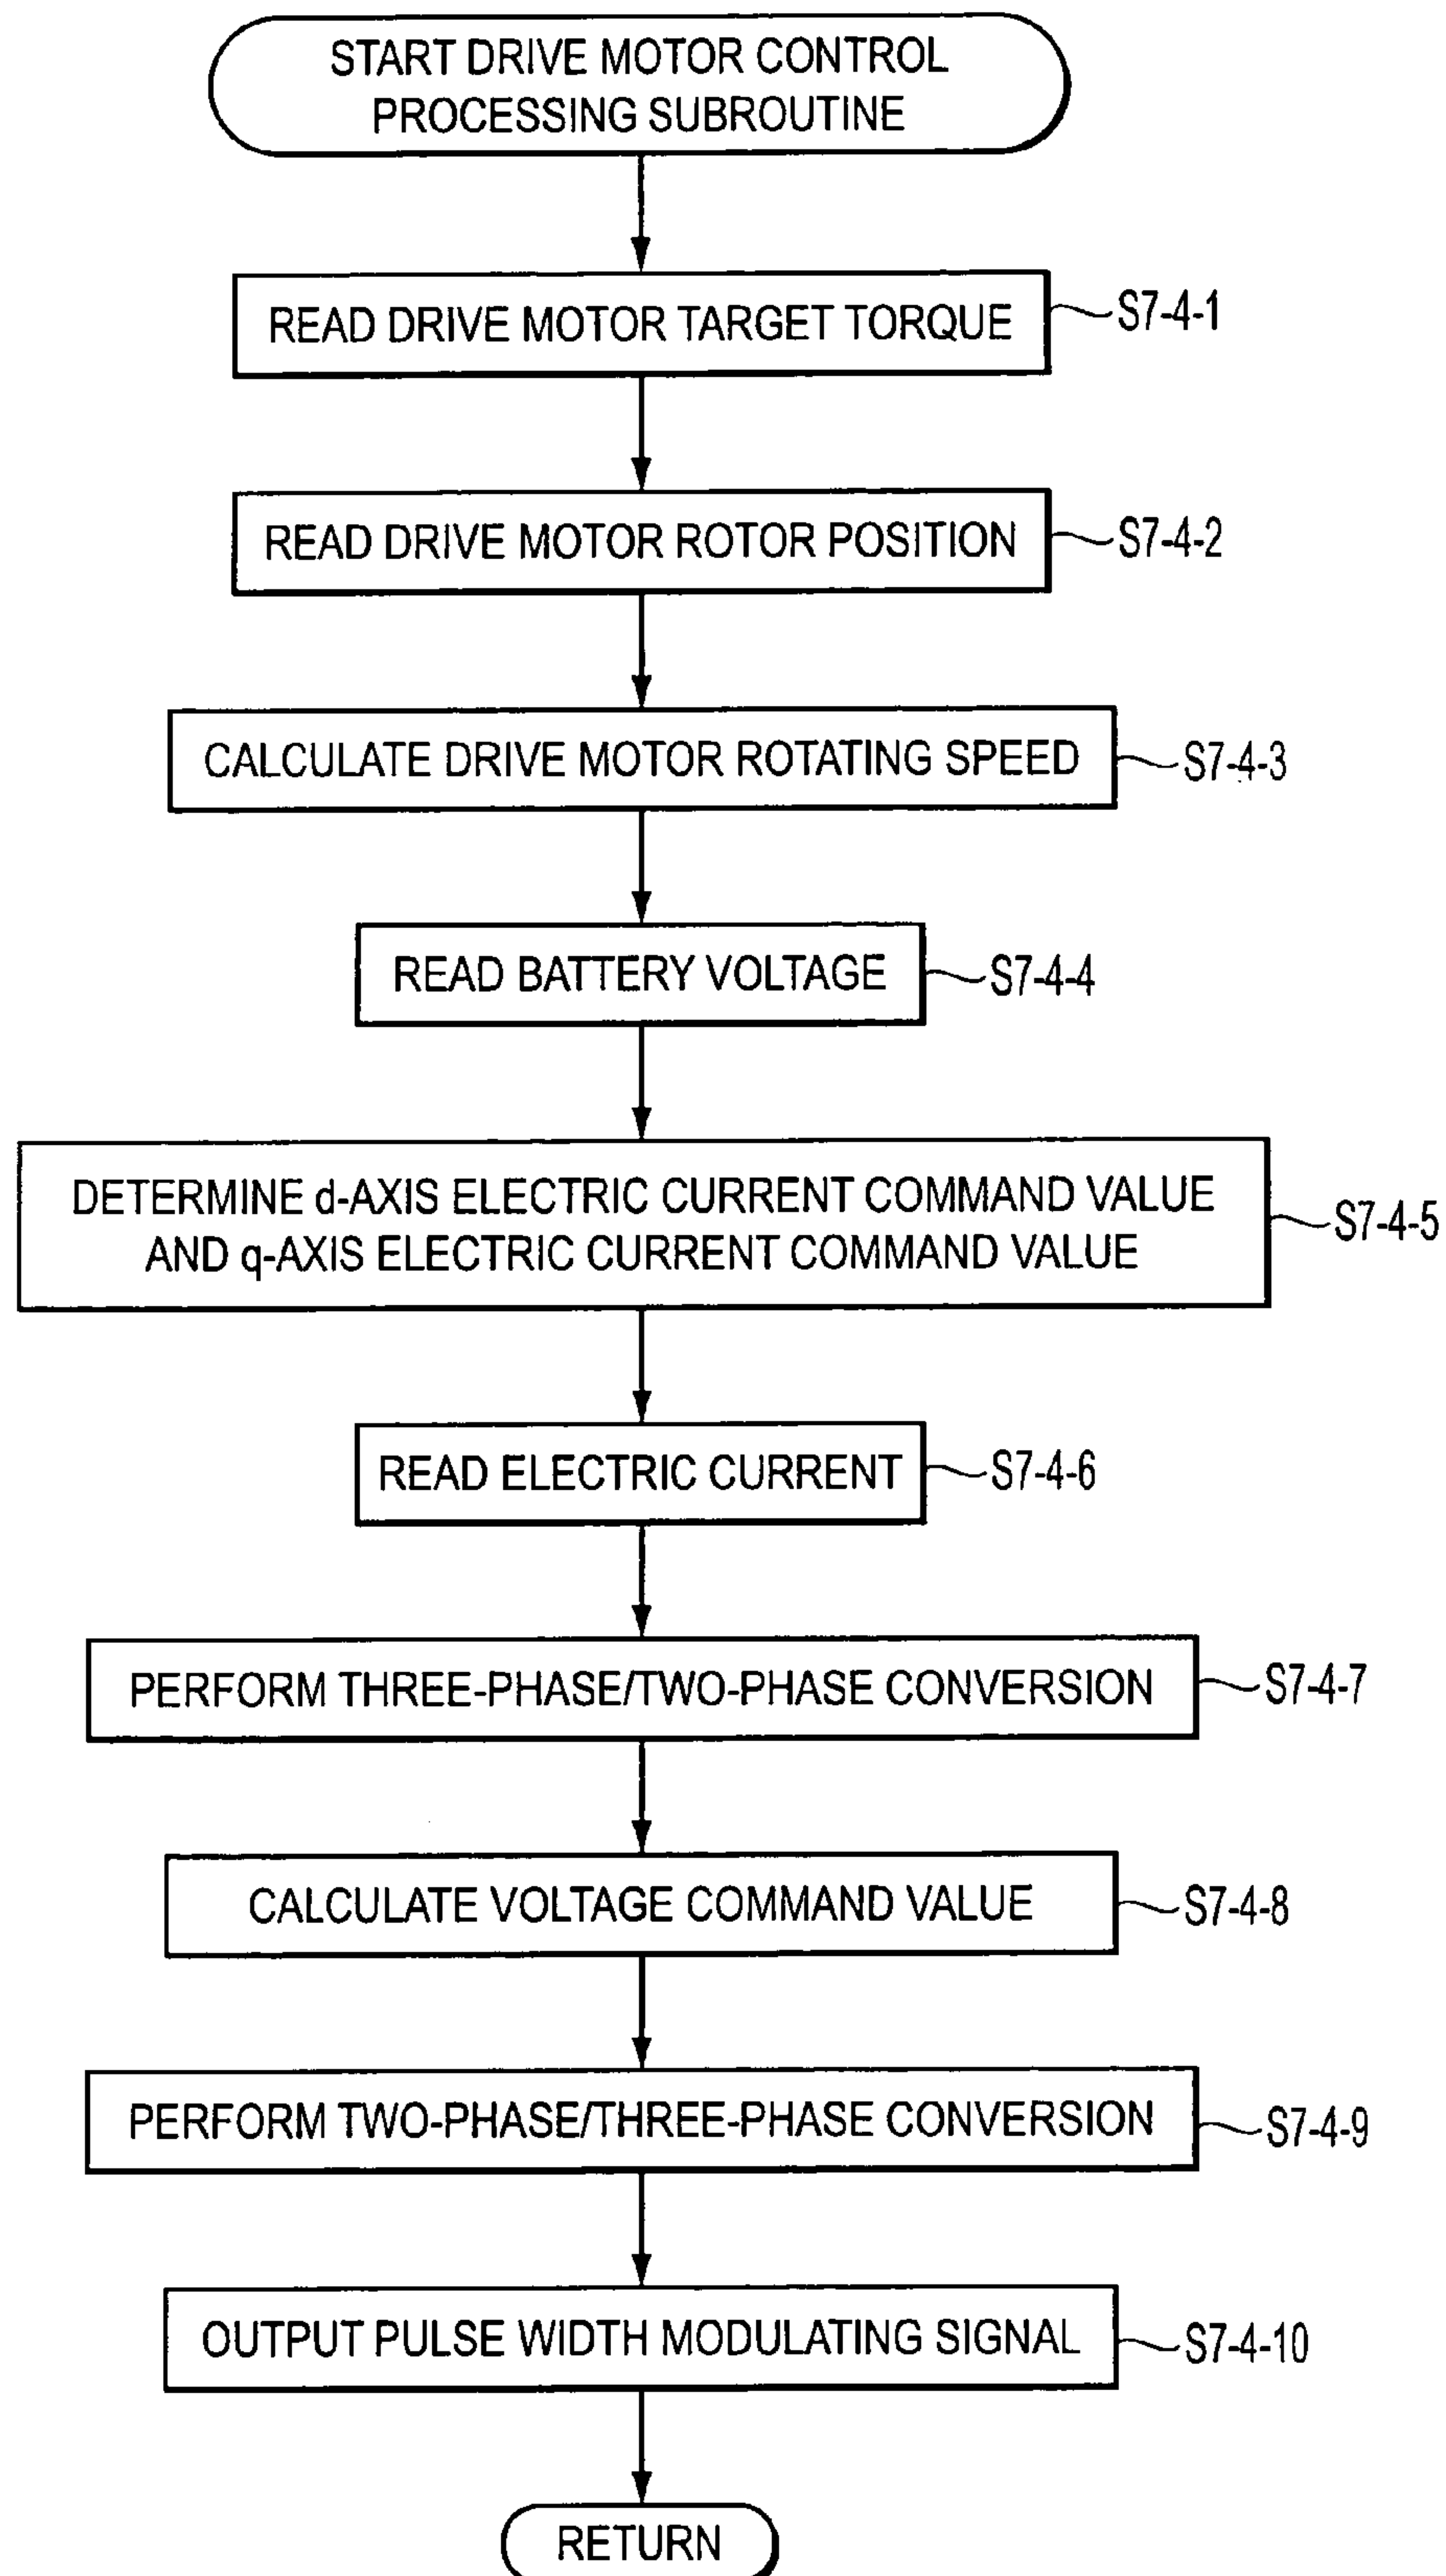 START DRIVE MOTOR CONTROL
PROCESSING SUBROUTINE
READ DRIVE MOTOR TARGET TORQUE
S7-4-1
READ DRIVE MOTOR ROTOR POSITION
S7-4-2
CALCULATE DRIVE MOTOR ROTATING SPEED
S7-4-3
READ BATTERY VOLTAGE
S7-4-4
DETERMINE d-AXIS ELECTRIC CURRENT COMMAND VALUE
AND q-AXIS ELECTRIC CURRENT COMMAND VALUE
S7-4-5
READ ELECTRIC CURRENT
S7-4-6
PERFORM THREE-PHASE/TWO-PHASE CONVERSION
S7-4-7
CALCULATE VOLTAGE COMMAND VALUE
S7-4-8
PERFORM TWO-PHASE/THREE-PHASE CONVERSION
S7-4-9
OUTPUT PULSE WIDTH MODULATING SIGNAL
S7-4-10
RETURN